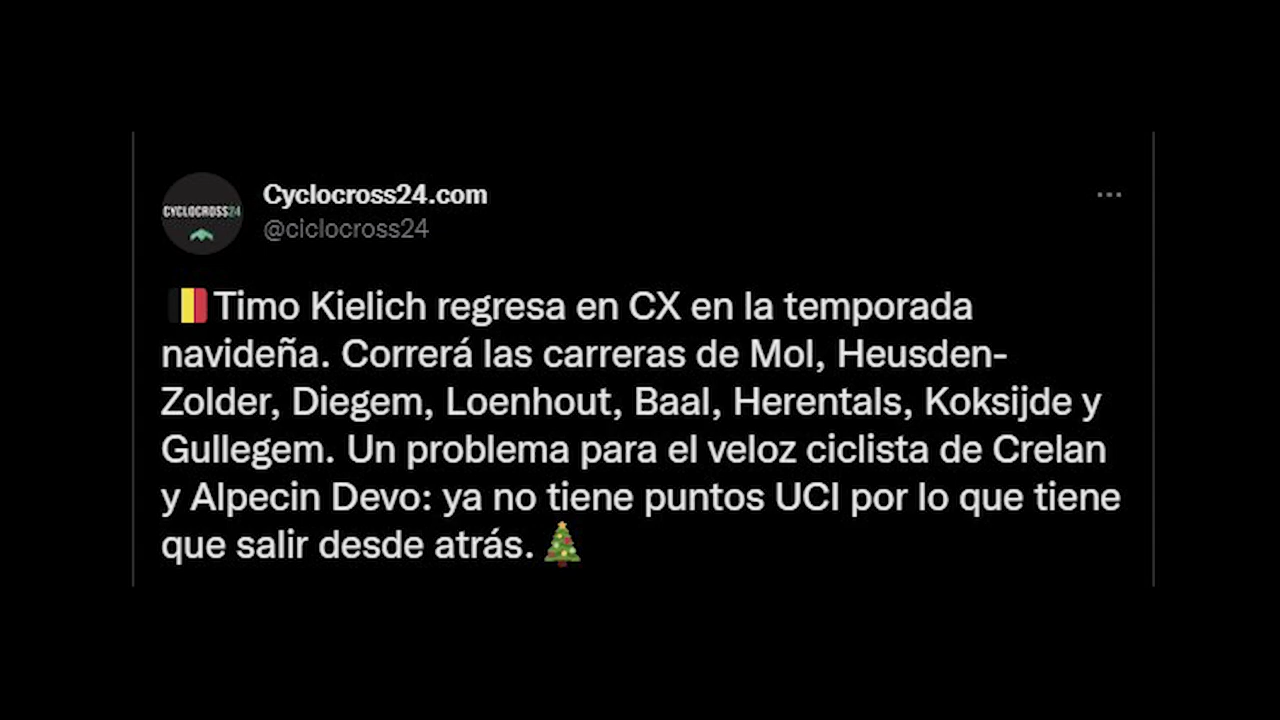 CYCLOCROSS24
Cyclocross24.com
@ciclocross24
Timo Kielich regresa en CX en la temporada
navideña. Correrá las carreras de Mol, Heusden-
Zolder, Diegem, Loenhout, Baal, Herentals, Koksijde y
Gullegem. Un problema para el veloz ciclista de Crelan
y Alpecin Devo: ya no tiene puntos UCI por lo que tiene
que salir desde atrás.